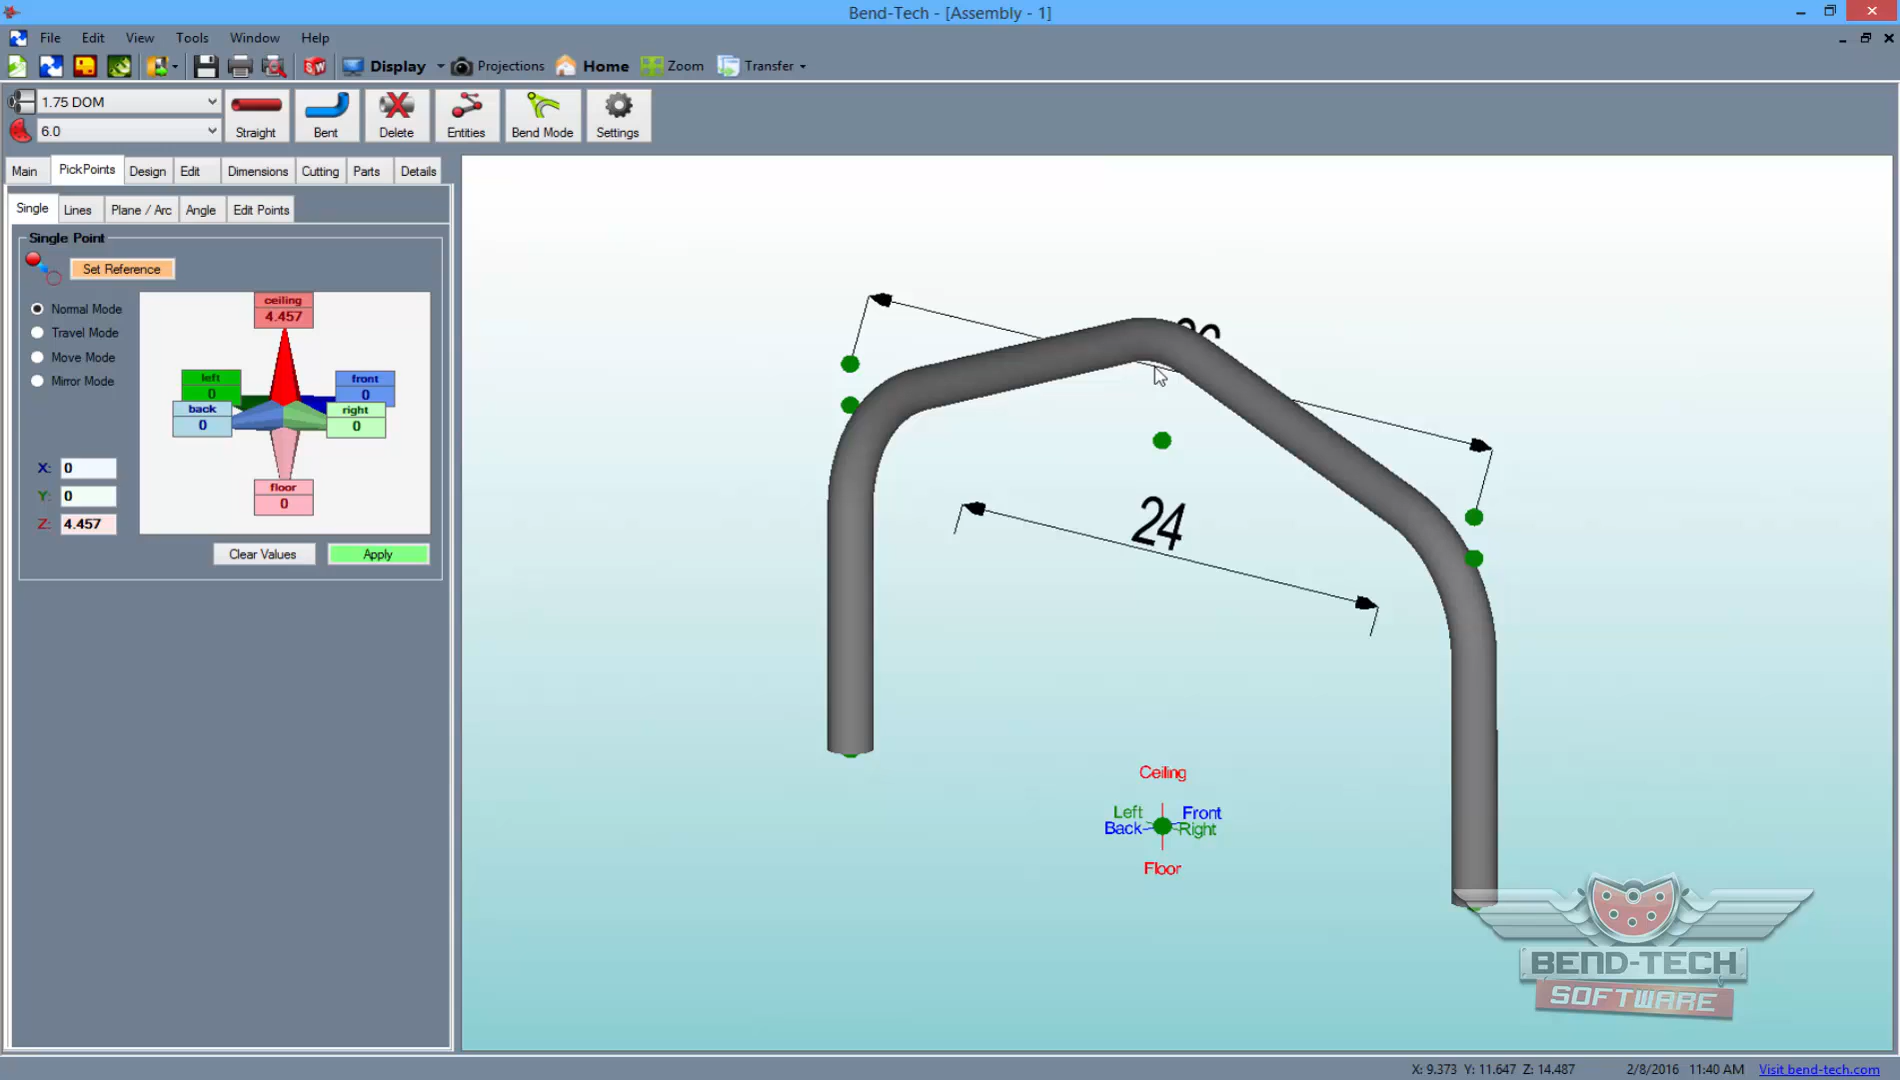 Bend-Tech - [Assembly - 1]
File Edit View Tools Window Help
Display Projections Home Zoom Transfer
1.75 DOM
6.0
Straight Bent Delete Entities Bend Mode Settings
Main PickPoints Design Edit Dimensions Cutting Parts Details
Single Lines Plane / Arc Angle Edit Points
Single Point
Set Reference
Normal Mode
Travel Mode
Move Mode
Mirror Mode
ceiling
4.457
left
0
front
0
back
0
right
0
floor
0
X: 0
Y: 0
Z: 4.457
Clear Values Apply
24
Ceiling
Left Front
Back Right
Floor
BEND-TECH
SOFTWARE
X: 9.373 Y: 11.647 Z: 14.487 2/8/2016 11:40 AM Visit bend-tech.com